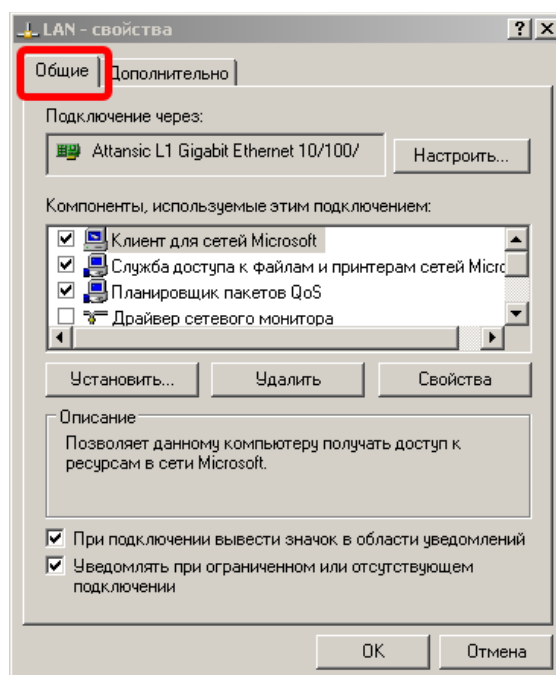 LAN - свойства
Общие
Дополнительно
Подключение через:
Attansic L1 Gigabit Ethernet 10/100/
Настроить...
Компоненты, используемые этим подключением:
Клиент для сетей Microsoft
Служба доступа к файлам и принтерам сетей Micro
Планировщик пакетов QoS
Драйвер сетевого монитора
Установить...
Удалить
Свойства
Описание
Позволяет данному компьютеру получать доступ к
ресурсам в сети Microsoft.
При подключении вывести значок в области уведомлений
Уведомлять при ограниченном или отсутствующем
подключении
OK
Отмена